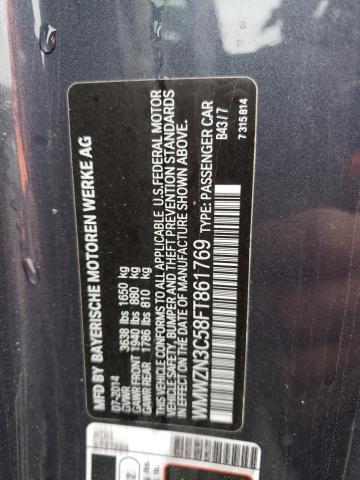 MFD BY BAYERISCHE MOTOREN WERKE AG
07-2014
GVWR 3638 lbs 1650 kg
GAWR FRONT 1940 lbs 880 kg
GAWR REAR 1786 lbs 810 kg
THIS VEHICLE CONFORMS TO ALL APPLICABLE U.S.FEDERAL MOTOR
VEHICLE SAFETY, BUMPER AND THEFT PREVENTION STANDARDS
IN EFFECT ON THE DATE OF MANUFACTURE SHOWN ABOVE.
WMWZN3C58FT861769 TYPE: PASSENGER CAR
B43/7
7 315 814